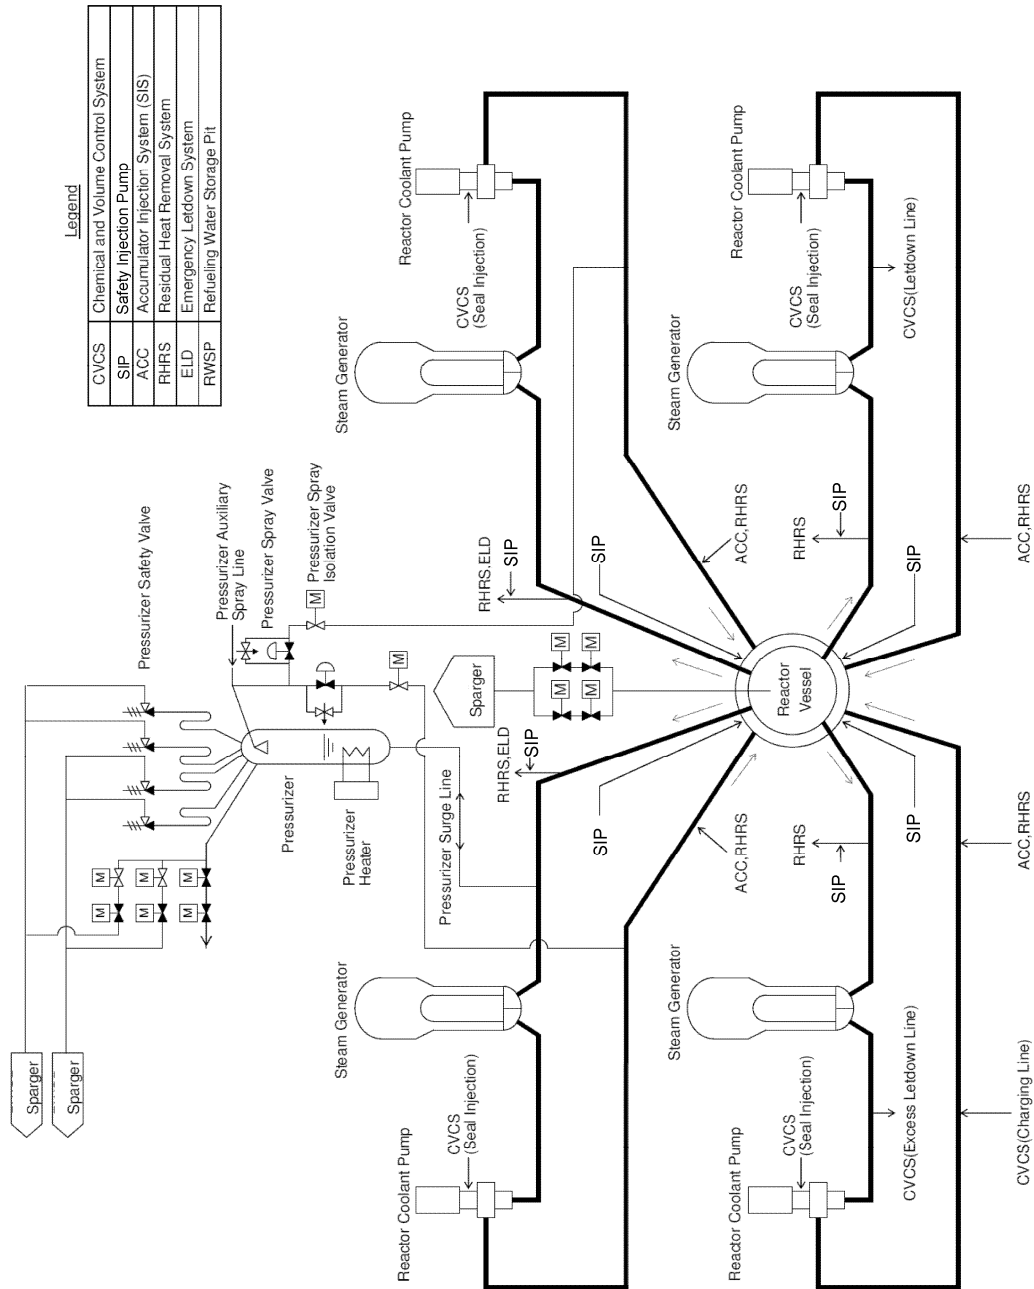 Legend
CVCS Chemical and Volume Control System
SIP Safety Injection Pump
ACC Accumulator Injection System (SIS)
RHRS Residual Heat Removal System
ELD Emergency Letdown System
RWSP Refueling Water Storage Pit
Sparger
Sparger
M
M
M
M
M
M
Pressurizer Safety Valve
Pressurizer Auxiliary
Spray Line
Pressurizer Spray Valve
Pressurizer Spray
Isolation Valve
M
M
Pressurizer
Pressurizer
Heater
Pressurizer Surge Line
Steam Generator
Steam Generator
Reactor Coolant Pump
CVCS
(Seal Injection)
Reactor Coolant Pump
CVCS
(Seal Injection)
Sparger
M
M
M
M
RHRS,ELD
SIP
RHRS,ELD
SIP
SIP
SIP
ACC,RHRS
ACC,RHRS
Reactor
Vessel
Steam Generator
Steam Generator
Reactor Coolant Pump
CVCS
(Seal Injection)
Reactor Coolant Pump
CVCS
(Seal Injection)
RHRS
SIP
RHRS
SIP
SIP
SIP
CVCS(Excess Letdown Line)
CVCS(Letdown Line)
CVCS(Charging Line)
ACC,RHRS
ACC,RHRS